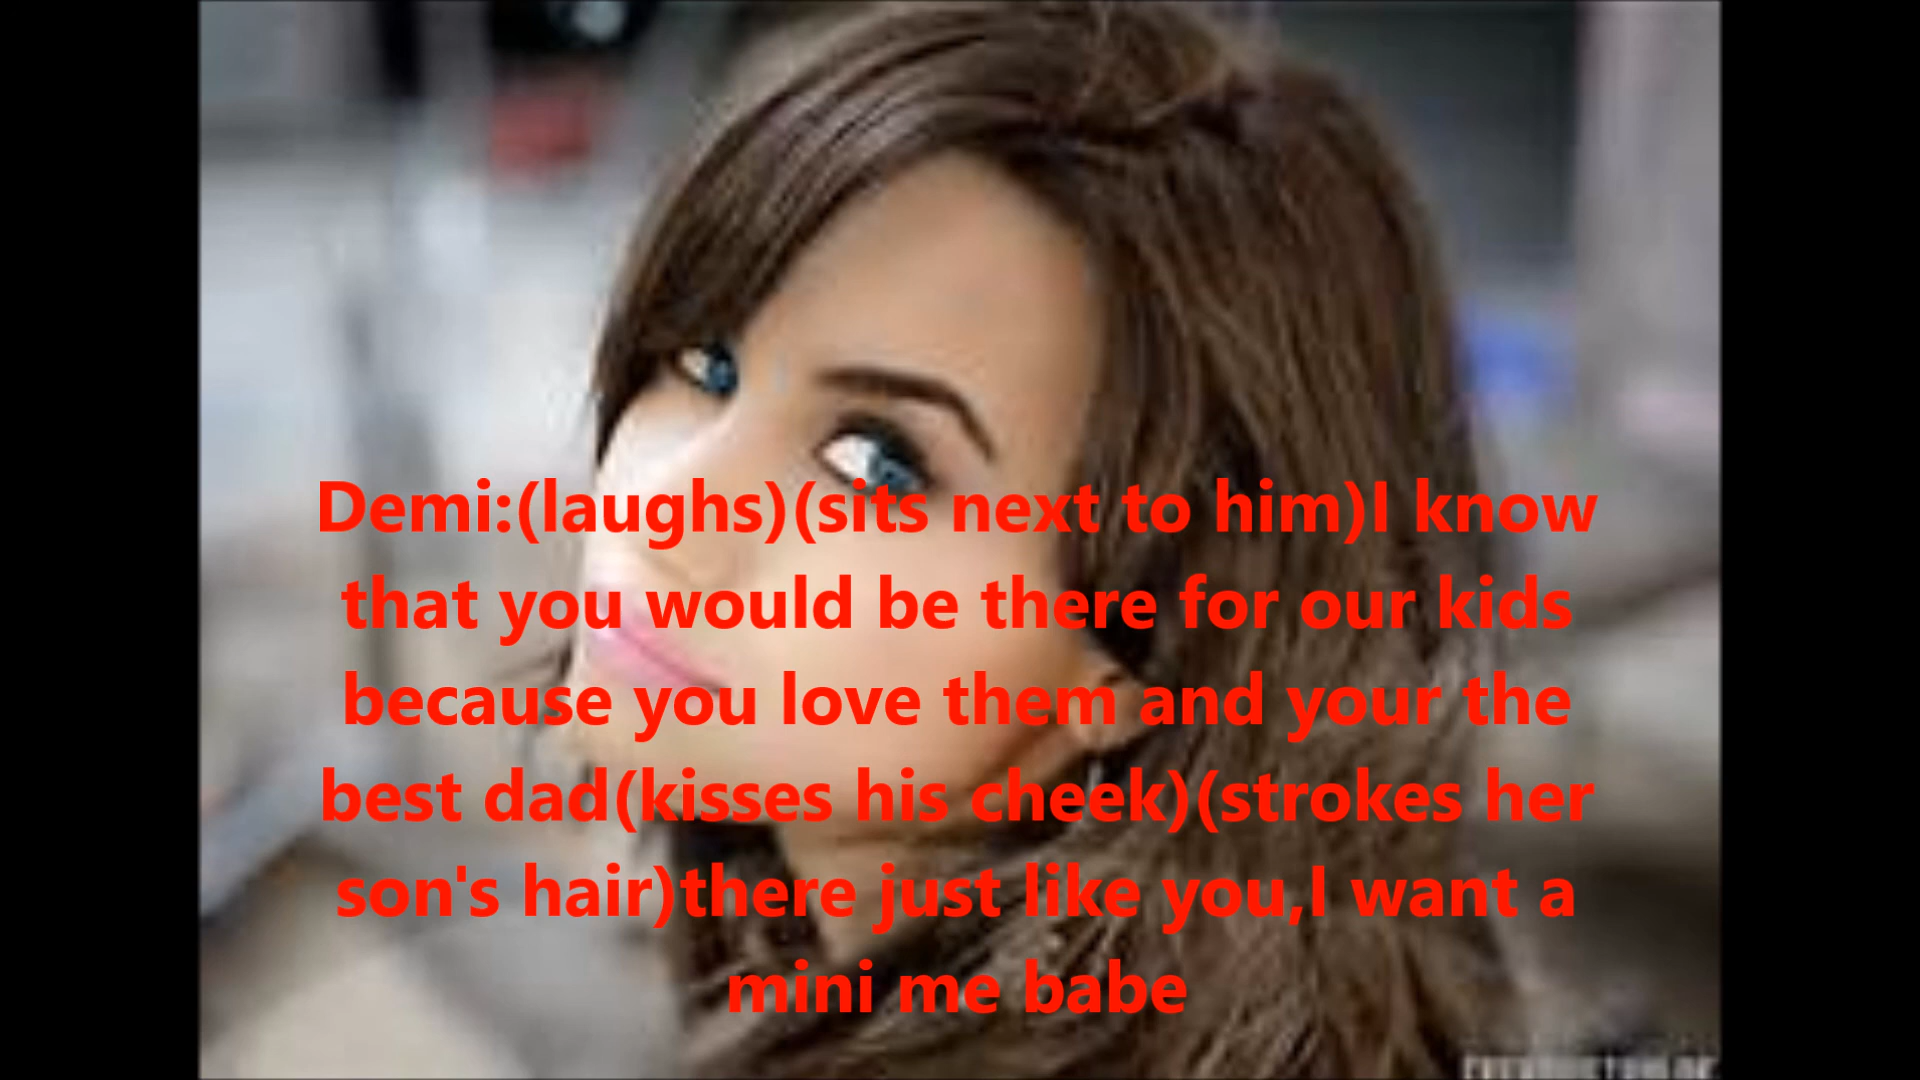 Demi:(laughs)(sits next to him)I know
that you would be there for our kids
because you love them and your the
best dad(kisses his cheek)(strokes her
son's hair)there just like you,I want a
mini me babe